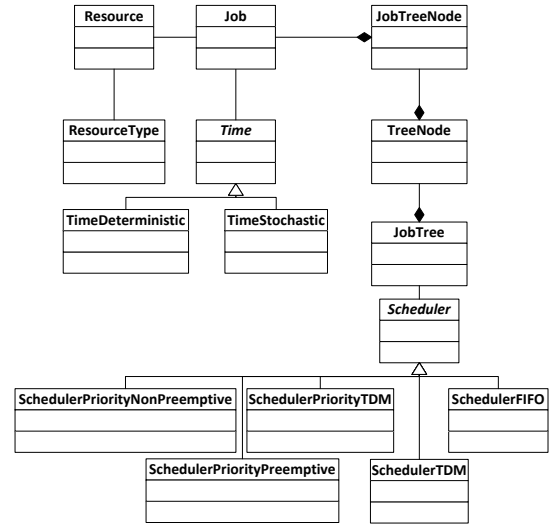 Resource
Job
JobTreeNode
ResourceType
Time
TreeNode
TimeDeterministic
TimeStochastic
JobTree
Scheduler
SchedulerPriorityNonPreemptive
SchedulerPriorityTDM
SchedulerFIFO
SchedulerPriorityPreemptive
SchedulerTDM